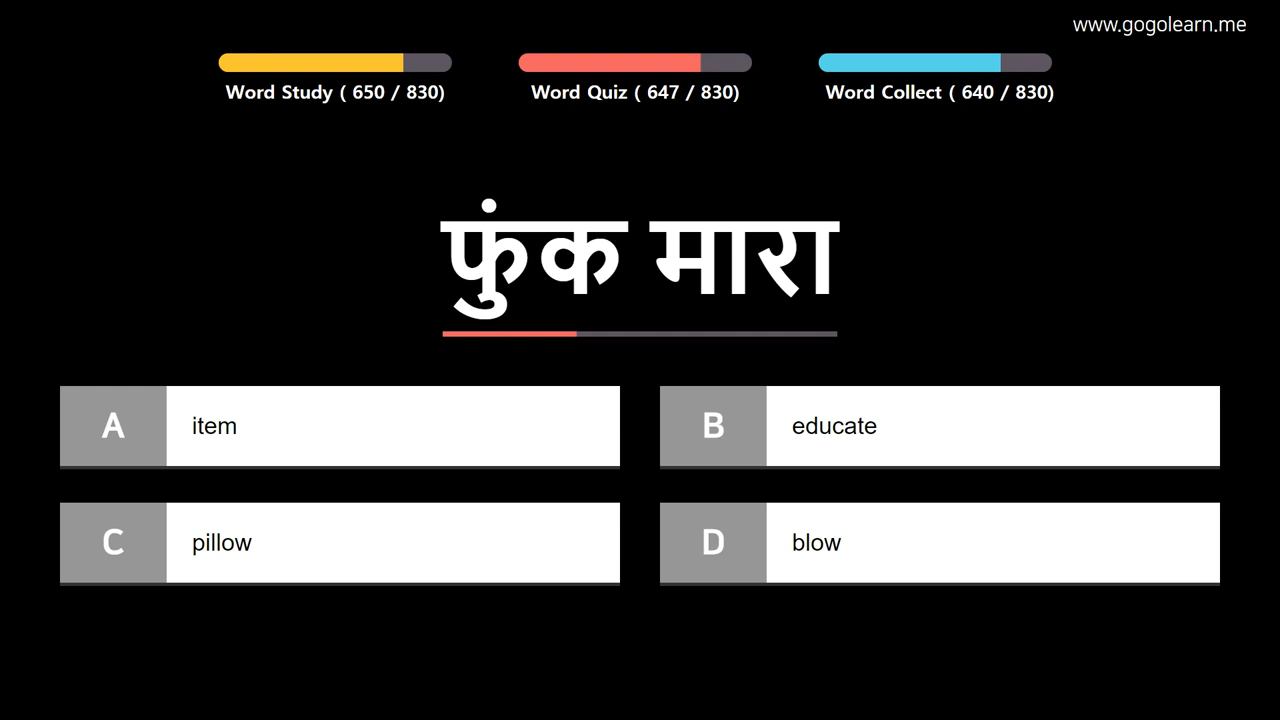 www.gogolearn.me
Word Study ( 650 / 830)
Word Quiz ( 647 / 830)
Word Collect ( 640 / 830)
फुंक मारा
A item
B educate
C pillow
D blow